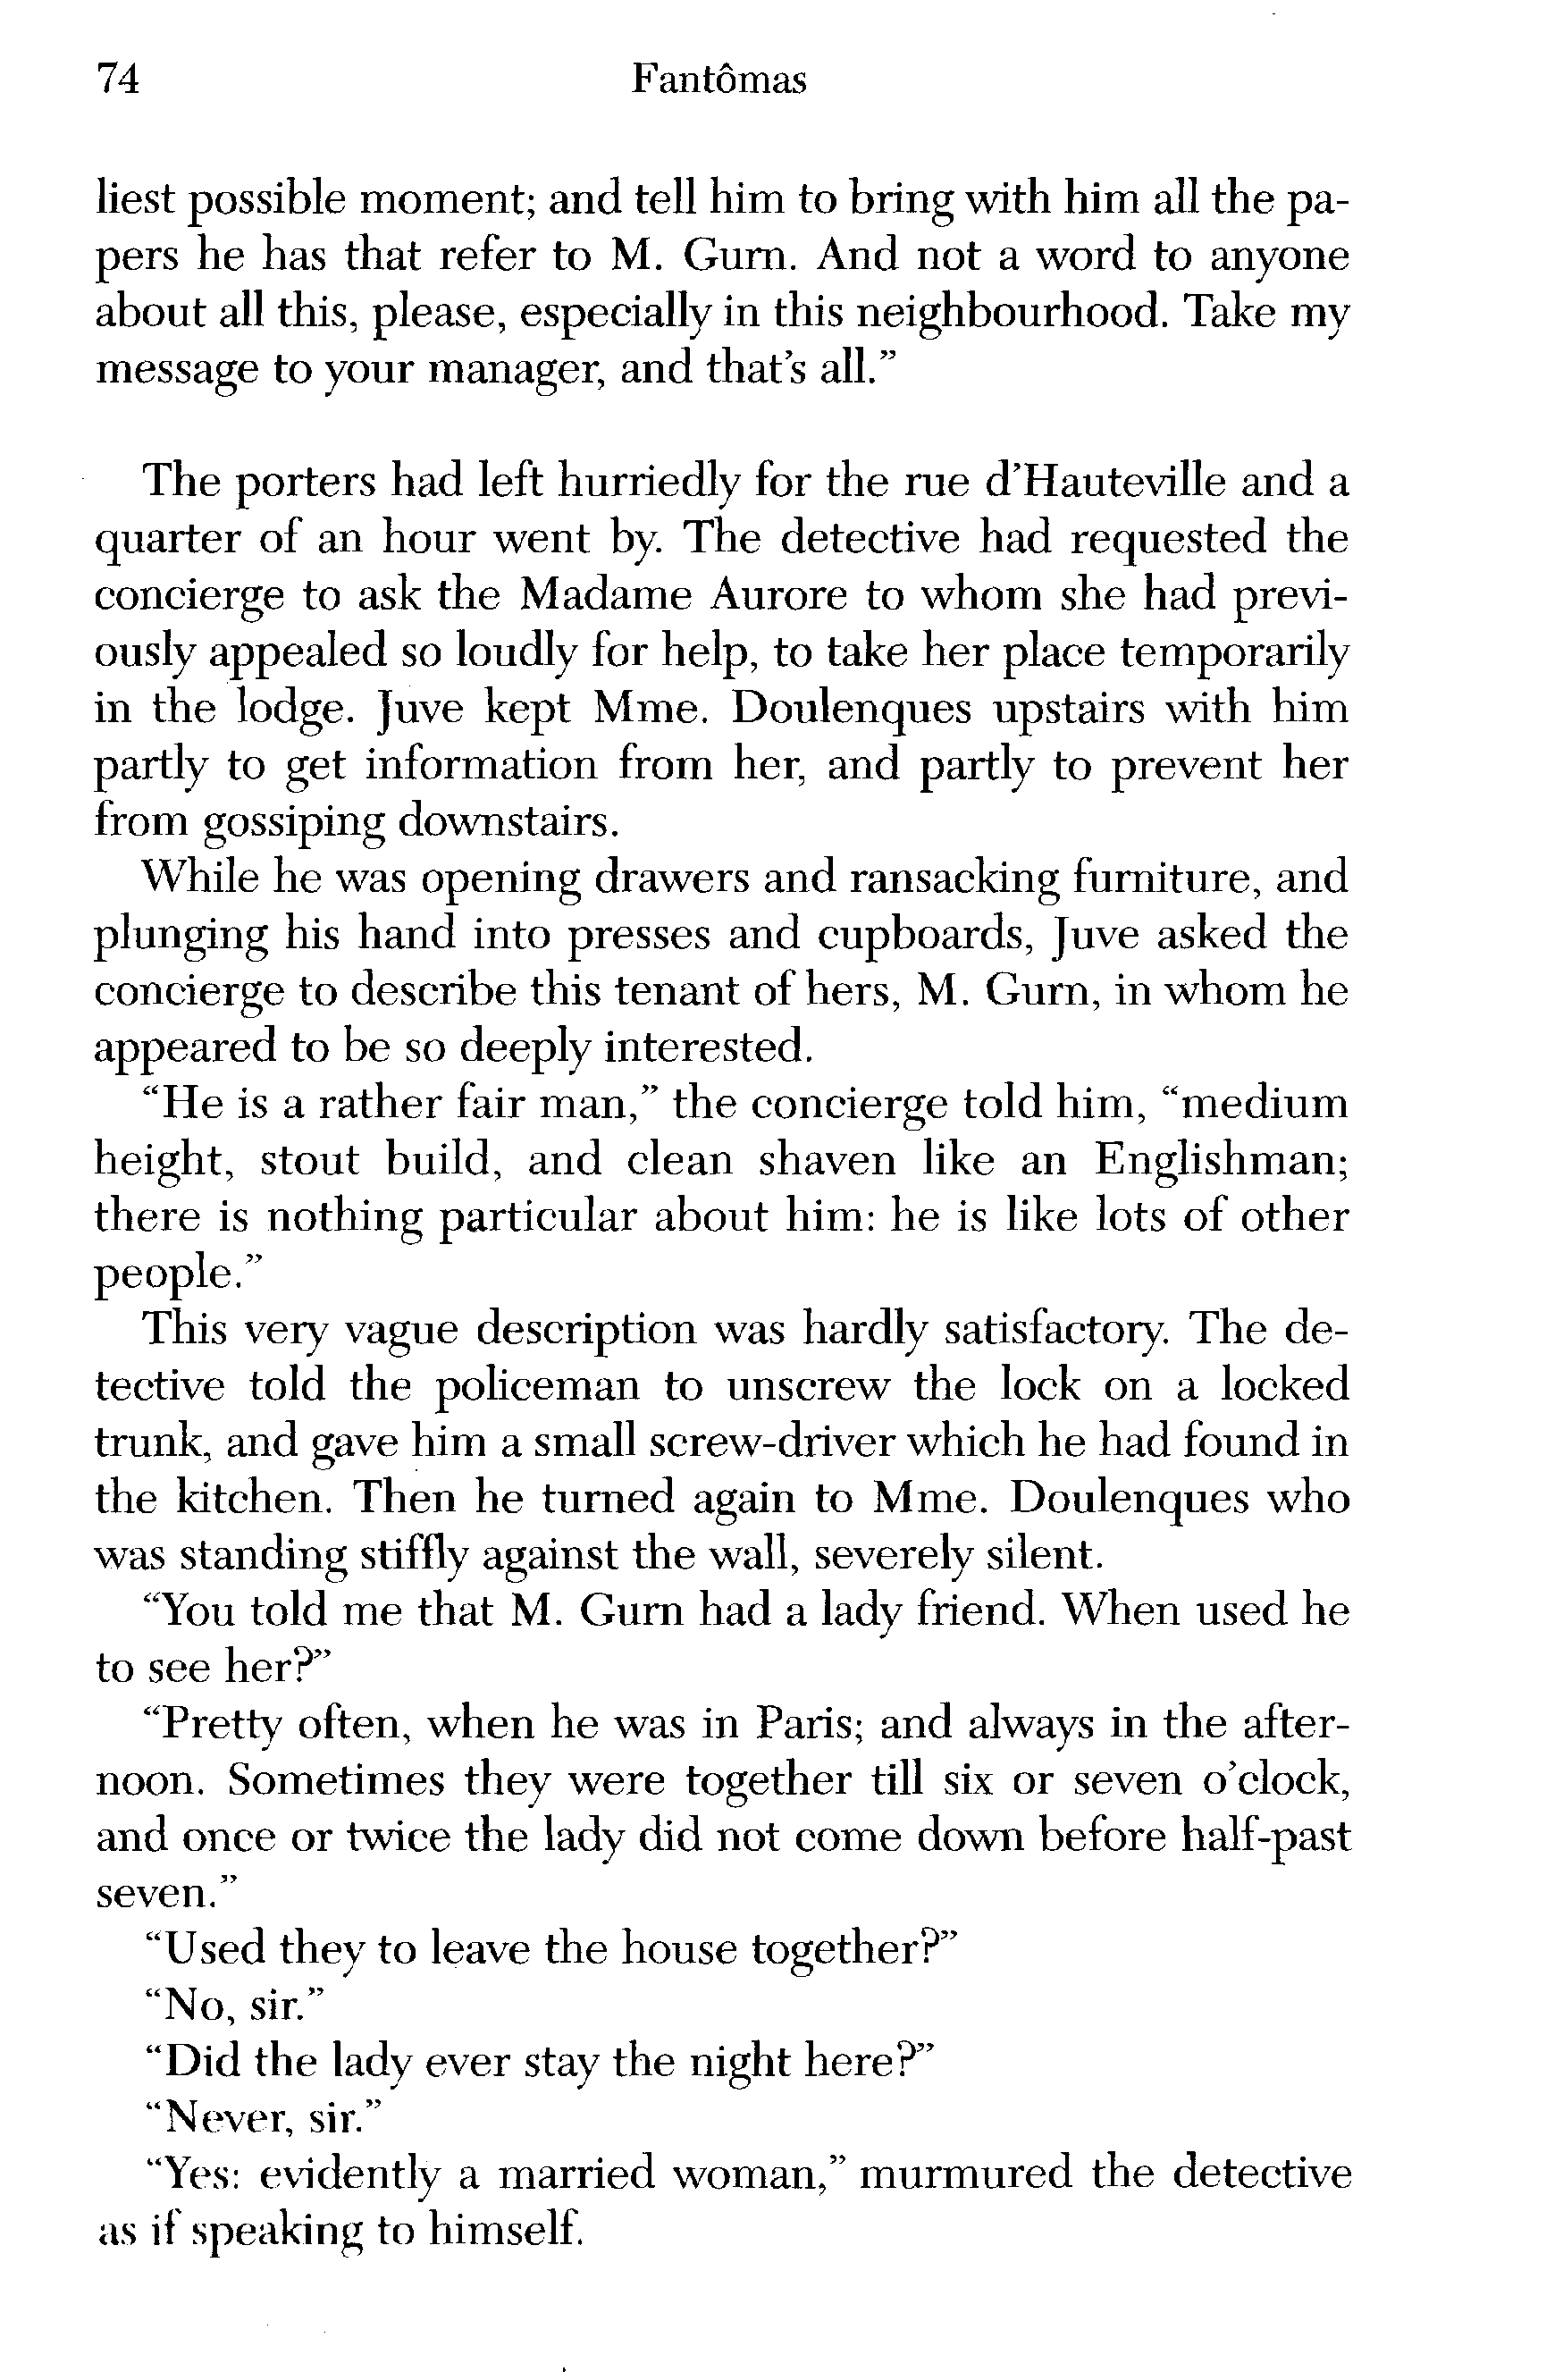 74 Fantômas
liest possible moment; and tell him to bring with him all the pa-
pers he has that refer to M. Gurn. And not a word to anyone
about all this, please, especially in this neighbourhood. Take my
message to your manager, and that’s all.”
The porters had left hurriedly for the rue d’Hauteville and a
quarter of an hour went by. The detective had requested the
concierge to ask the Madame Aurore to whom she had previ-
ously appealed so loudly for help, to take her place temporarily
in the lodge. Juve kept Mme. Doulenques upstairs with him
partly to get information from her, and partly to prevent her
from gossiping downstairs.
While he was opening drawers and ransacking furniture, and
plunging his hand into presses and cupboards, Juve asked the
concierge to describe this tenant of hers, M. Gurn, in whom he
appeared to be so deeply interested.
“He is a rather fair man,” the concierge told him, “medium
height, stout build, and clean shaven like an Englishman;
there is nothing particular about him: he is like lots of other
people.”
This very vague description was hardly satisfactory. The de-
tective told the policeman to unscrew the lock on a locked
trunk, and gave him a small screw-driver which he had found in
the kitchen. Then he turned again to Mme. Doulenques who
was standing stiffly against the wall, severely silent.
“You told me that M. Gurn had a lady friend. When used he
to see her?”
“Pretty often, when he was in Paris; and always in the after-
noon. Sometimes they were together till six or seven o’clock,
and once or twice the lady did not come down before half-past
seven.”
“Used they to leave the house together?”
“No, sir.”
“Did the lady ever stay the night here?”
“Never, sir.”
“Yes: evidently a married woman,” murmured the detective
as if speaking to himself.